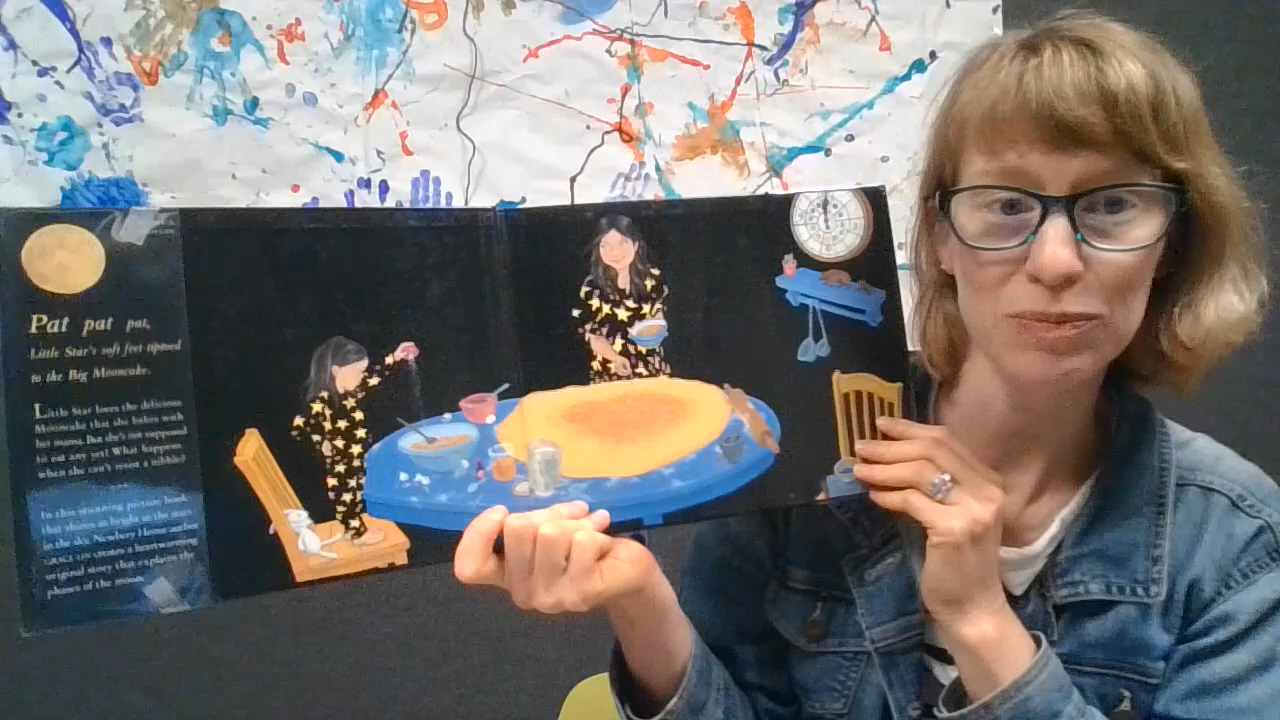 Pat pat pat,
Little Star's soft feet tiptoed
to the Big Mooncake.
Little Star loves the delicious
Mooncake that she bakes with
her mama. But she's not supposed
to eat any yet! What happens
when she can't resist a nibble?
In this stunning picture book
that shines as bright as the stars
in the sky, Newbery Honor author
GRACE LIN creates a heartwarming
original story that explains the
phases of the moon.